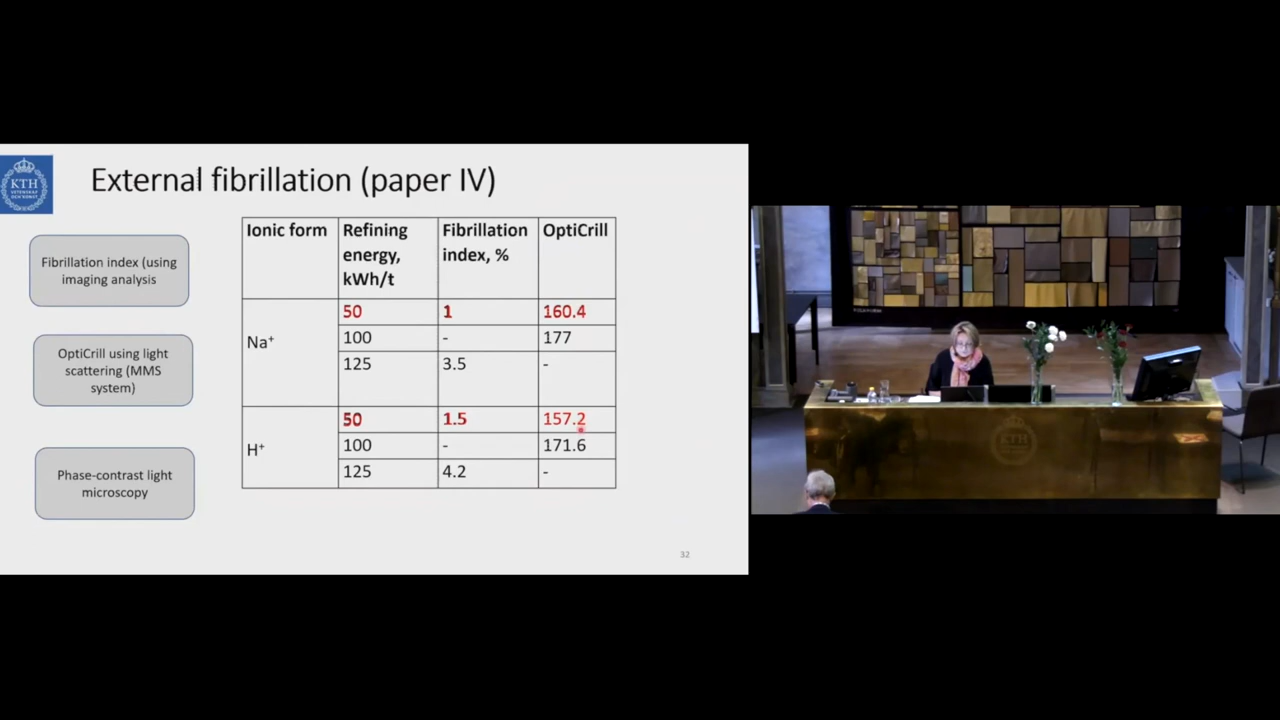 KTH
VETENSKAP
OCH KONST
External fibrillation (paper IV)
Fibrillation index (using
imaging analysis
OptiCrill using light
scattering (MMS
system)
Phase-contrast light
microscopy
Ionic form Refining energy, kWh/t Fibrillation index, % OptiCrill
Na⁺
50 1 160.4
100 - 177
125 3.5 -
H⁺
50 1.5 157.2
100 - 171.6
125 4.2 -
32
KTH